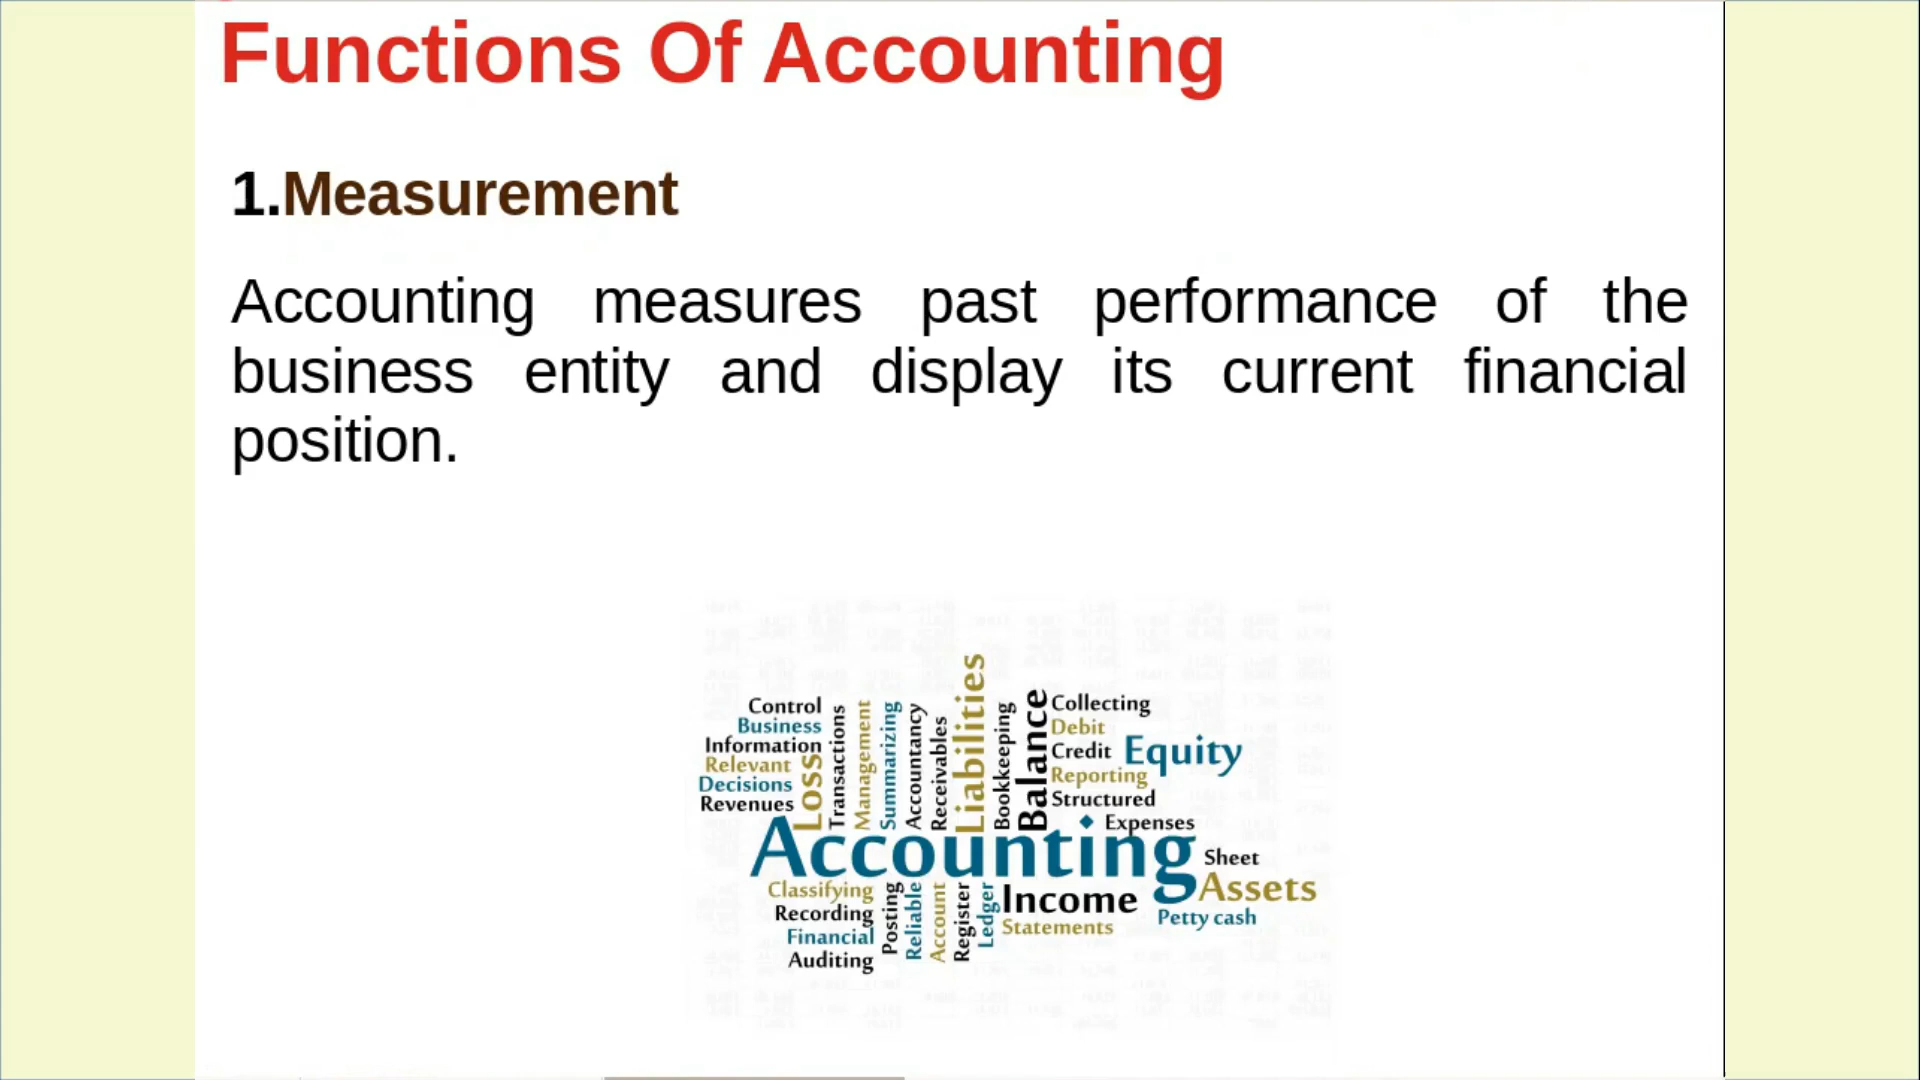 Functions Of Accounting
1.Measurement
Accounting measures past performance of the
business entity and display its current financial
position.
Control
Business
Information
Relevant
Decisions
Revenues
Loss
Transactions
Management
Summarizing
Accountancy
Receivables
Liabilities
Bookkeeping
Balance
Collecting
Debit
Credit
Equity
Reporting
Structured
Expenses
Accounting
Sheet
Assets
Petty cash
Classifying
Recording
Financial
Auditing
Posting
Reliable
Account
Register
Ledger
Income
Statements